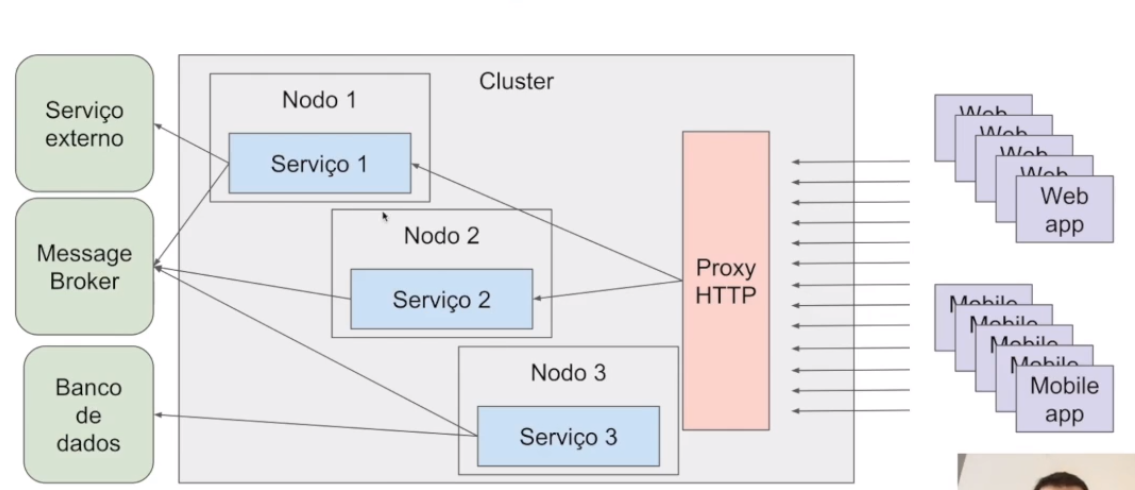 Cluster
Serviço
externo
Message
Broker
Banco
de
dados
Nodo 1
Serviço 1
Nodo 2
Serviço 2
Nodo 3
Serviço 3
Proxy
HTTP
Web
Web
Web
Web
Web
app
Mobile
Mobile
Mobile
Mobile
Mobile
app